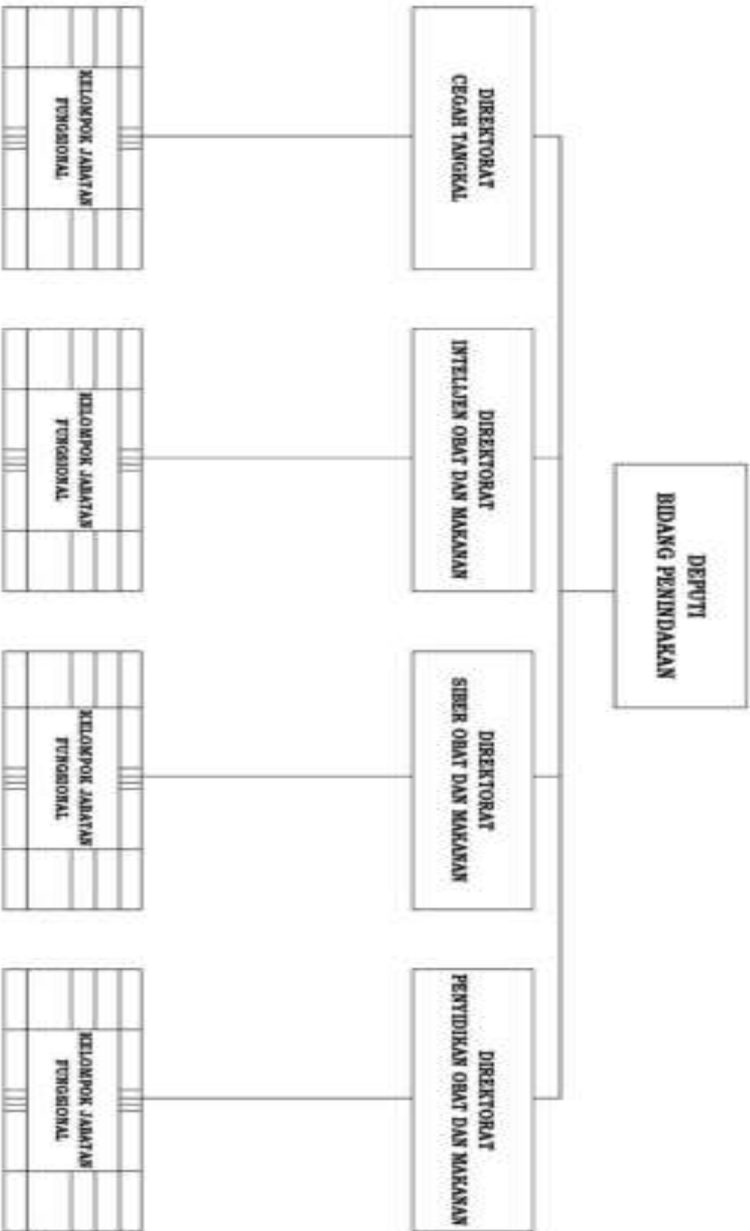 DEPUTI
BIDANG PENINDAKAN
DIREKTORAT
CEGAH TANGKAL
DIREKTORAT
INTELIJEN OBAT DAN MAKANAN
DIREKTORAT
SIBER OBAT DAN MAKANAN
DIREKTORAT
PENYIDIKAN OBAT DAN MAKANAN
KELOMPOK JABATAN
FUNGSIONAL
KELOMPOK JABATAN
FUNGSIONAL
KELOMPOK JABATAN
FUNGSIONAL
KELOMPOK JABATAN
FUNGSIONAL